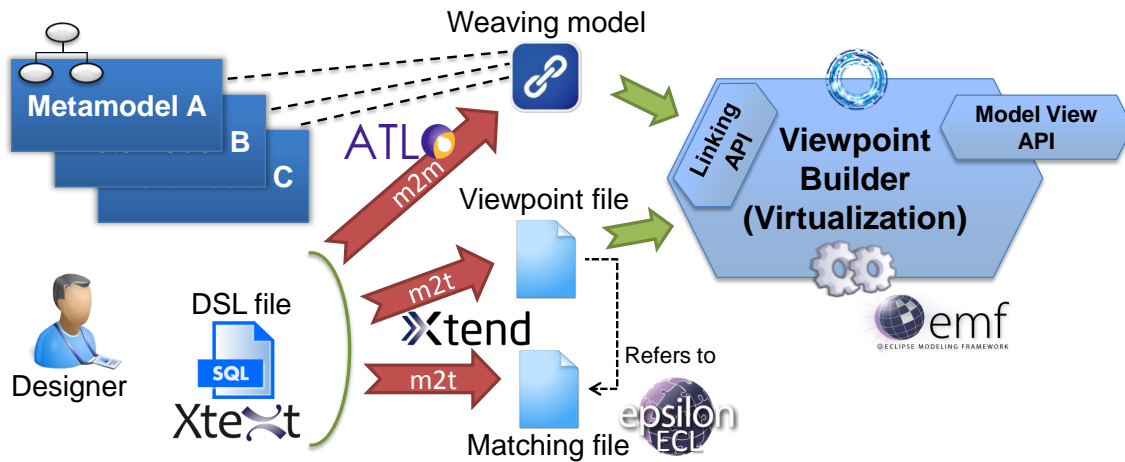 Weaving model
Metamodel A
B
C
ATL
m2m
Linking
API
Viewpoint
Builder
(Virtualization)
Model View
API
Viewpoint file
m2t
Xtend
DSL file
SQL
Xtext
Designer
m2t
Refers to
Matching file
epsilon
ECL
emf
ECLIPSE MODELING FRAMEWORK